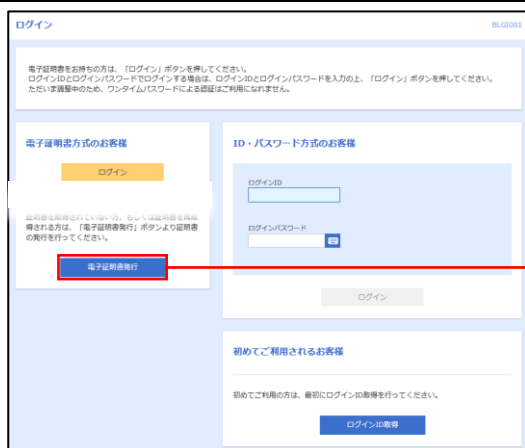 ログイン
BLGI001
電子証明書をお持ちの方は、「ログイン」ボタンを押してください。
ログインIDとログインパスワードでログインする場合は、ログインIDとログインパスワードを入力の上、「ログイン」ボタンを押してください。
ただいま調整中のため、ワンタイムパスワードによる認証はご利用になれません。
電子証明書方式のお客様
ログイン
証明書を取得されていない方、もしくは証明書を再取
得される方は、「電子証明書発行」ボタンより証明書
の発行を行ってください。
電子証明書発行
ID・パスワード方式のお客様
ログインID
ログインパスワード
ログイン
初めてご利用されるお客様
初めてご利用の方は、最初にログインID取得を行ってください。
ログインID取得